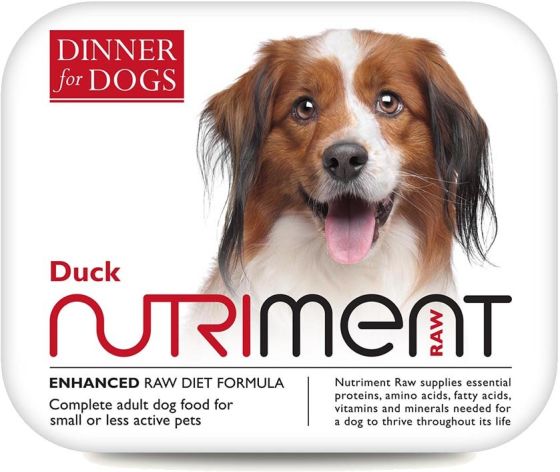 DINNER
for DOGS
Duck
NUTRIMENT
RAW
ENHANCED RAW DIET FORMULA
Complete adult dog food for
small or less active pets
Nutriment Raw supplies essential
proteins, amino acids, fatty acids,
vitamins and minerals needed for
a dog to thrive throughout its life